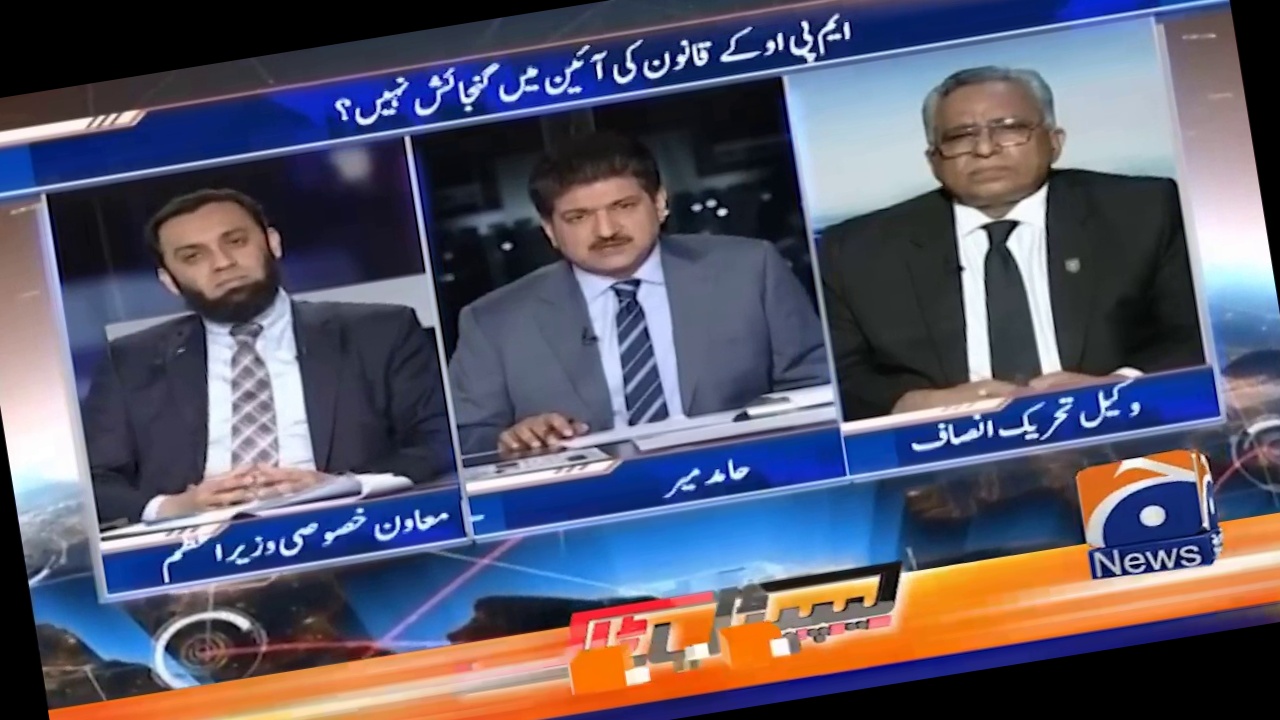 ایم پی او کے قانون کی آئین میں گنجائش نہیں؟
وکیل تحریک انصاف
حامد میر
معاون خصوصی وزیراعظم
News